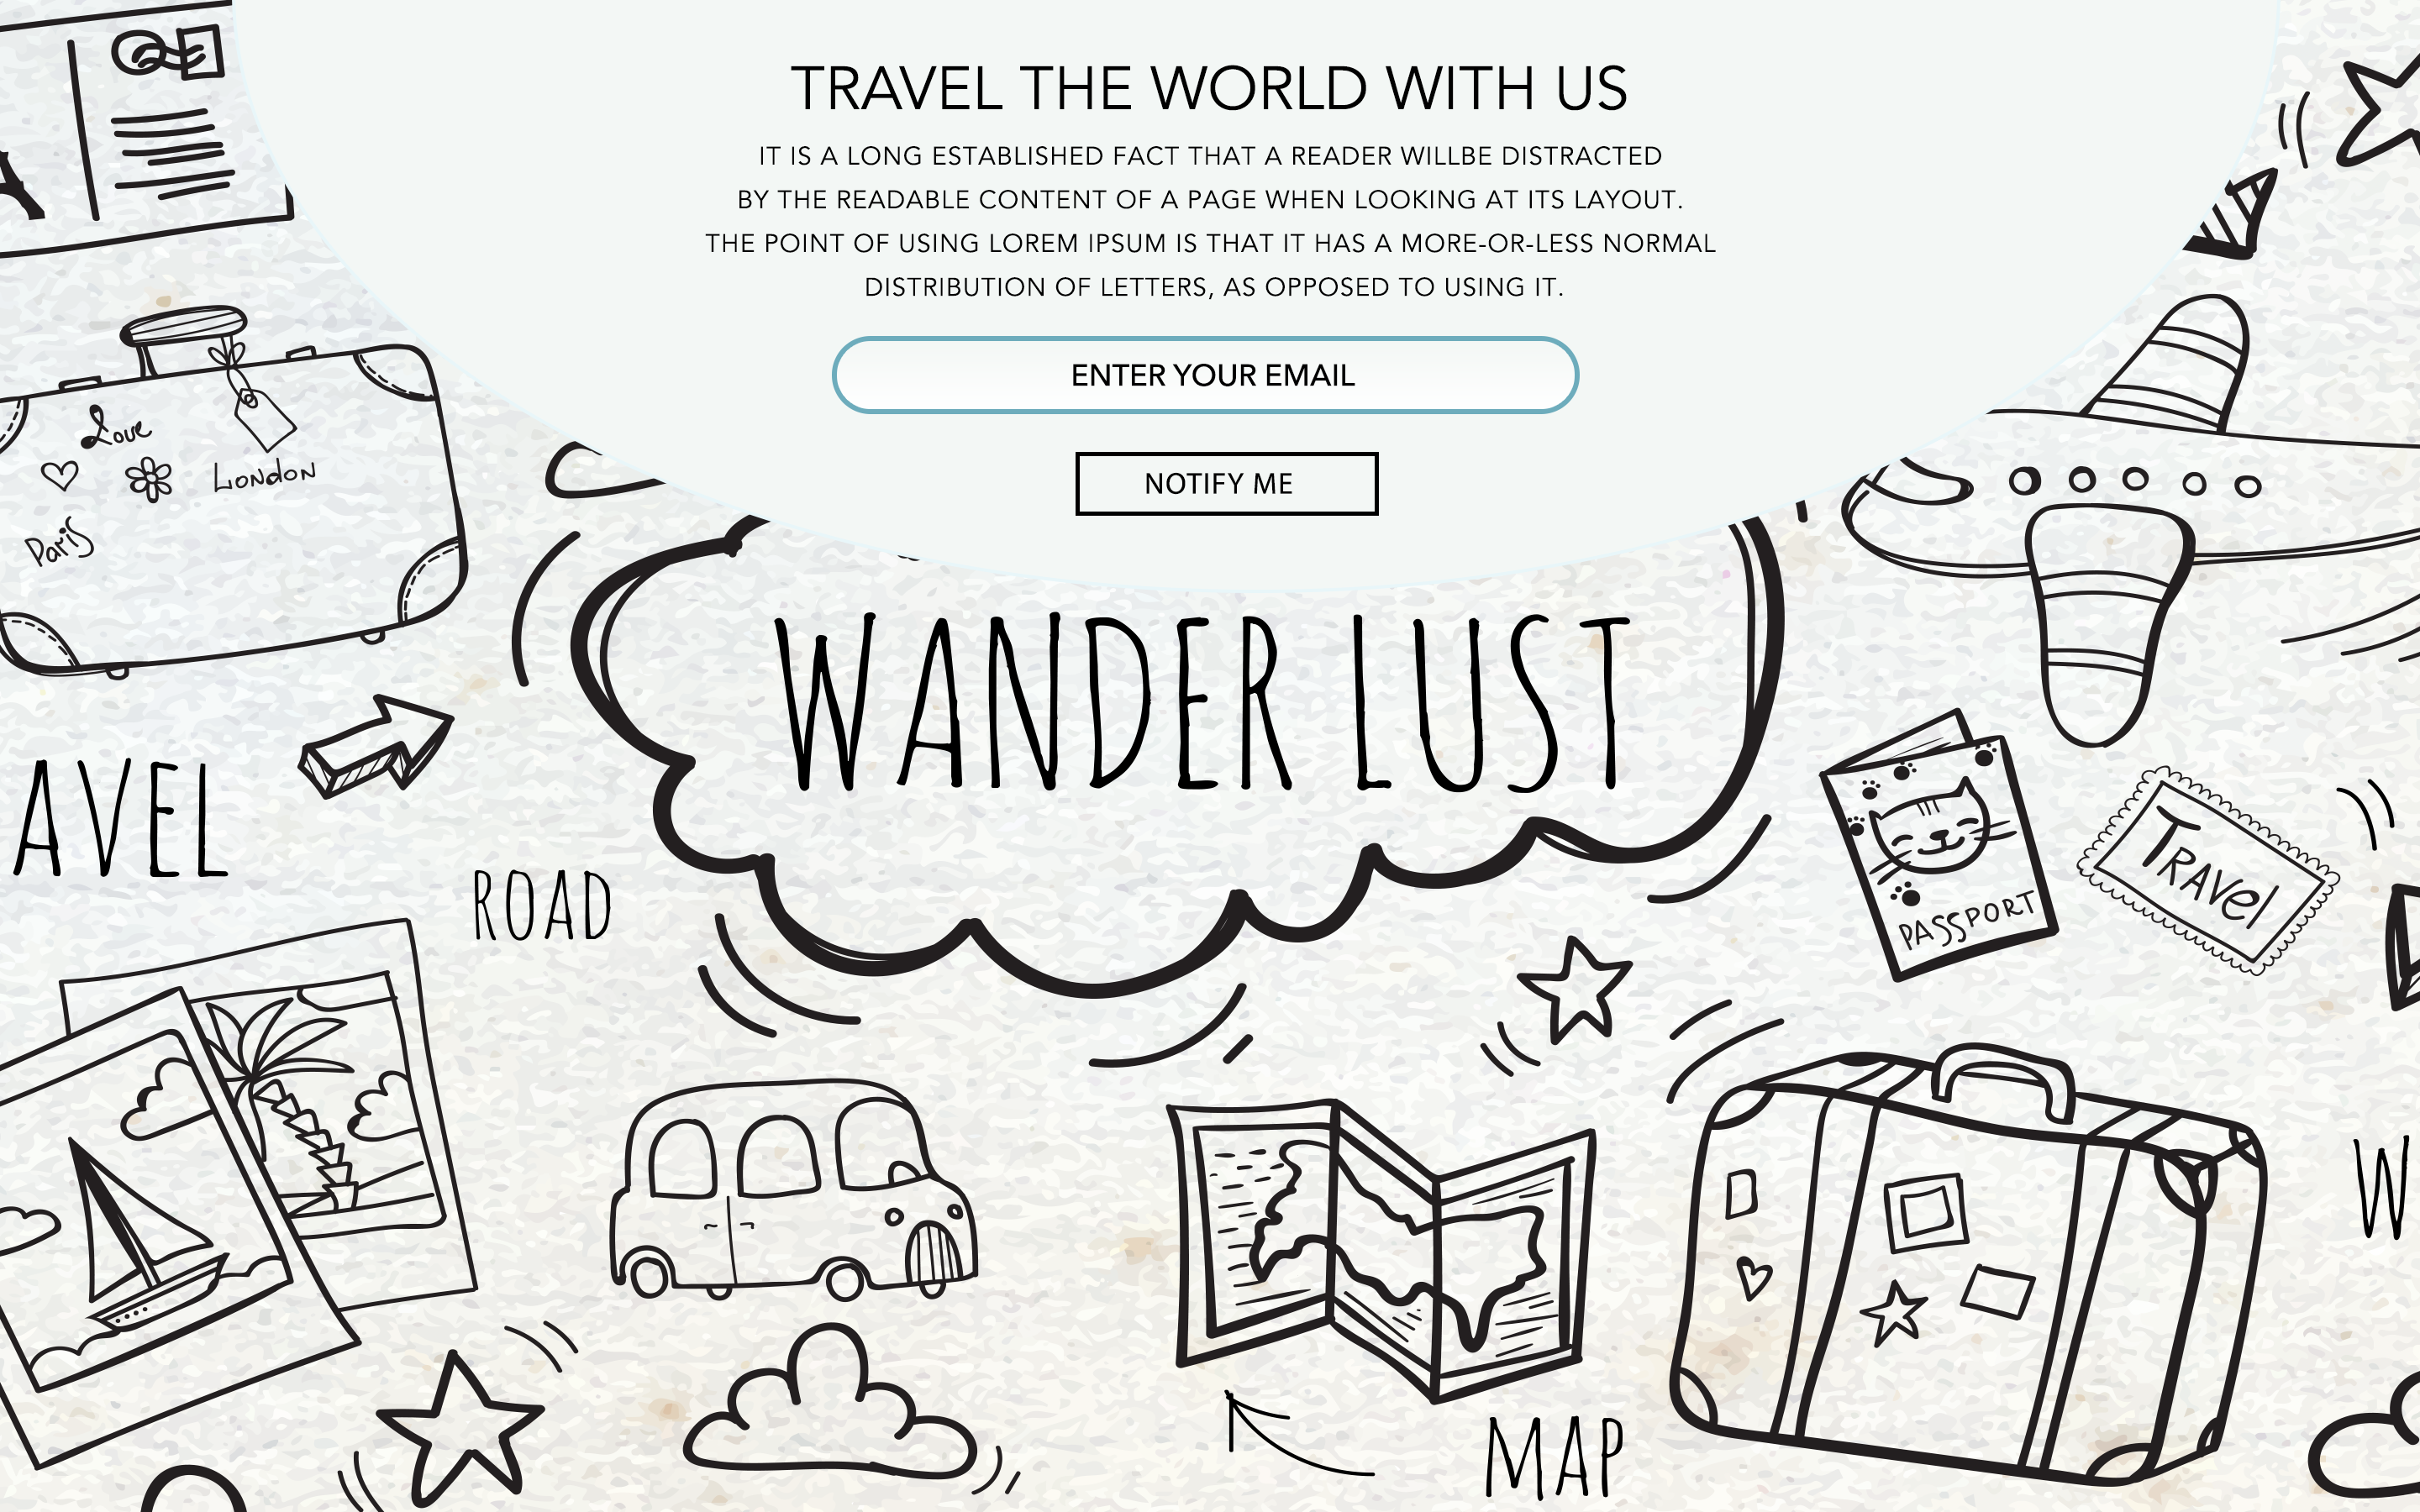 TRAVEL THE WORLD WITH US
IT IS A LONG ESTABLISHED FACT THAT A READER WILLBE DISTRACTED
BY THE READABLE CONTENT OF A PAGE WHEN LOOKING AT ITS LAYOUT.
THE POINT OF USING LOREM IPSUM IS THAT IT HAS A MORE-OR-LESS NORMAL
DISTRIBUTION OF LETTERS, AS OPPOSED TO USING IT.
ENTER YOUR EMAIL
NOTIFY ME
Love
London
Paris
WANDER LUST
AVEL
ROAD
PASSPORT
TRAVel
W
MAP